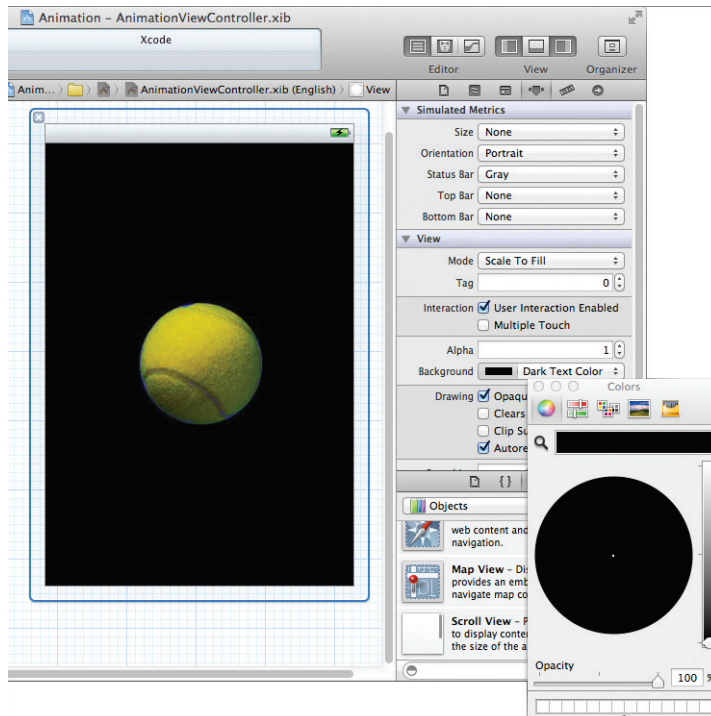 Animation – AnimationViewController.xib
Xcode
Editor
View
Organizer
Anim...
AnimationViewController.xib (English)
View
Simulated Metrics
Size None
Orientation Portrait
Status Bar Gray
Top Bar None
Bottom Bar None
View
Mode Scale To Fill
Tag 0
Interaction User Interaction Enabled
Multiple Touch
Alpha 1
Background Dark Text Color
Colors
Drawing Opaqu
Clears
Clip Su
Autore
{}
Objects
web content and
navigation.
Map View – Dis
provides an emb
navigate map co
Scroll View – P
to display conte
the size of the a
Opacity
100 %